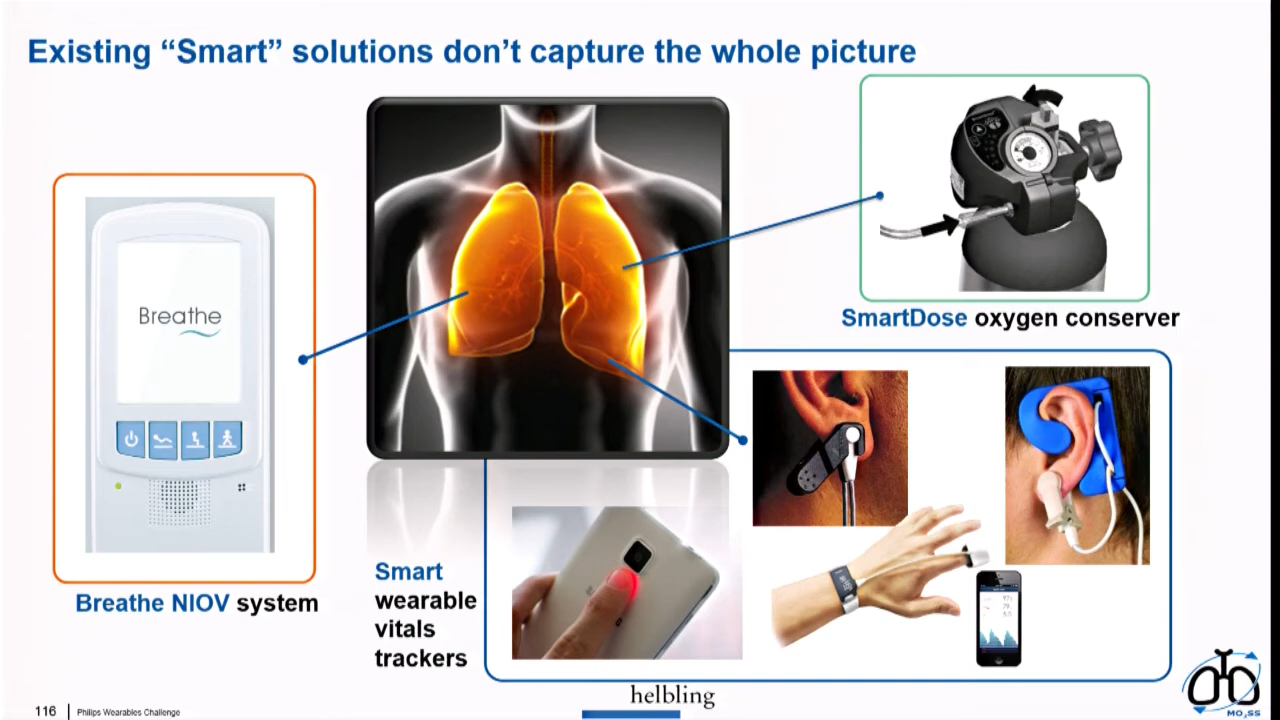 Existing “Smart” solutions don’t capture the whole picture
Breathe
Breathe NIOV system
SmartDose oxygen conserver
Smart
wearable
vitals
trackers
116
Philips Wearables Challenge
helbling
MO₂SS